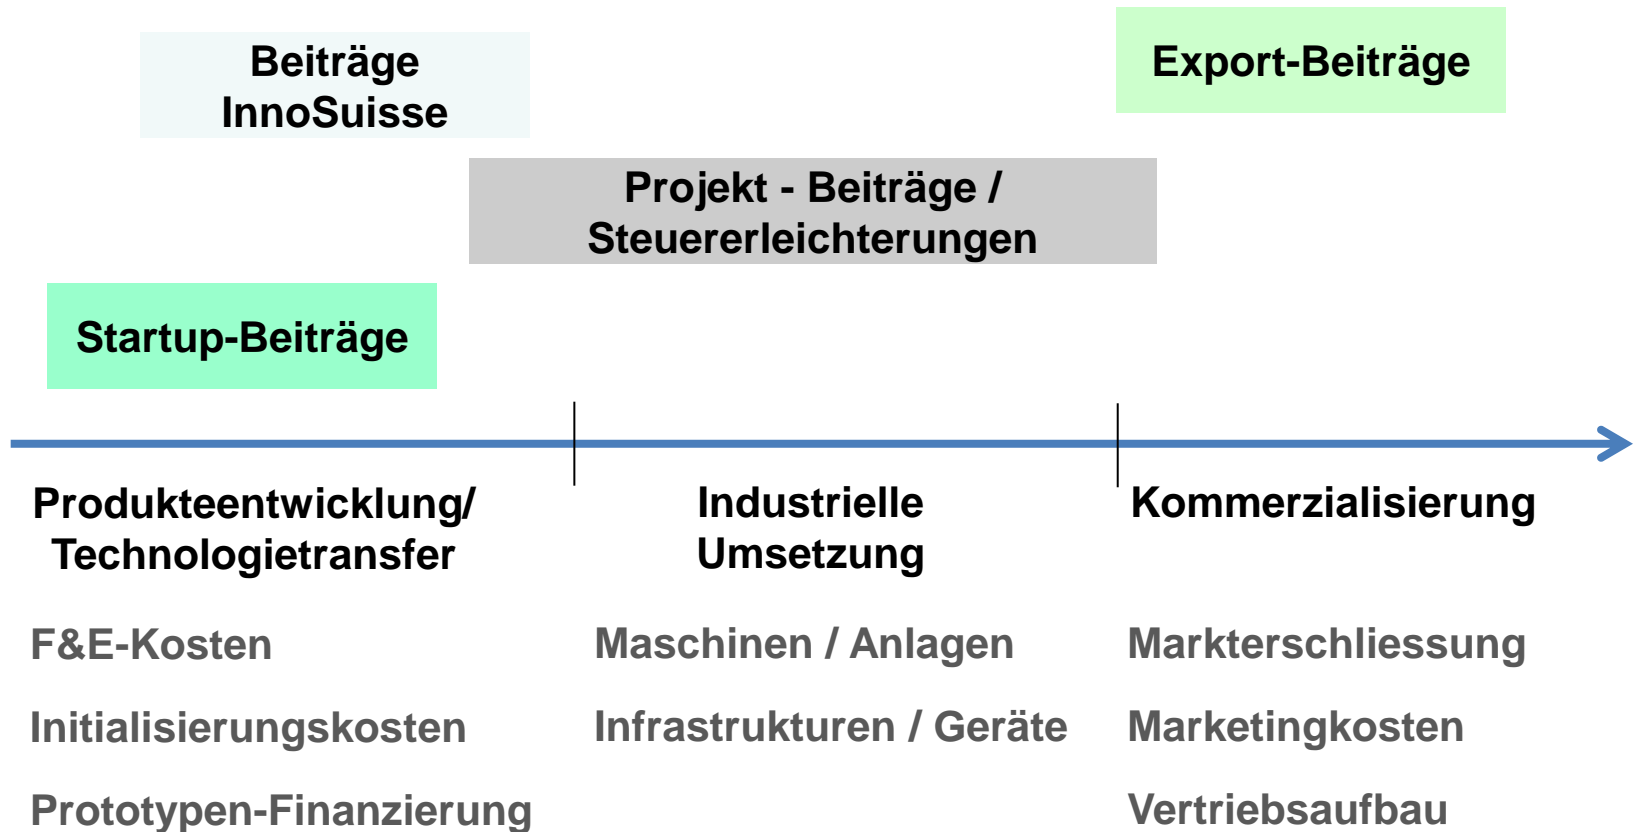 Beiträge
InnoSuisse
Export-Beiträge
Projekt - Beiträge /
Steuererleichterungen
Startup-Beiträge
Produkteentwicklung/
Technologietransfer
Industrielle
Umsetzung
Kommerzialisierung
F&E-Kosten
Maschinen / Anlagen
Markterschliessung
Initialisierungskosten
Infrastrukturen / Geräte
Marketingkosten
Prototypen-Finanzierung
Vertriebsaufbau